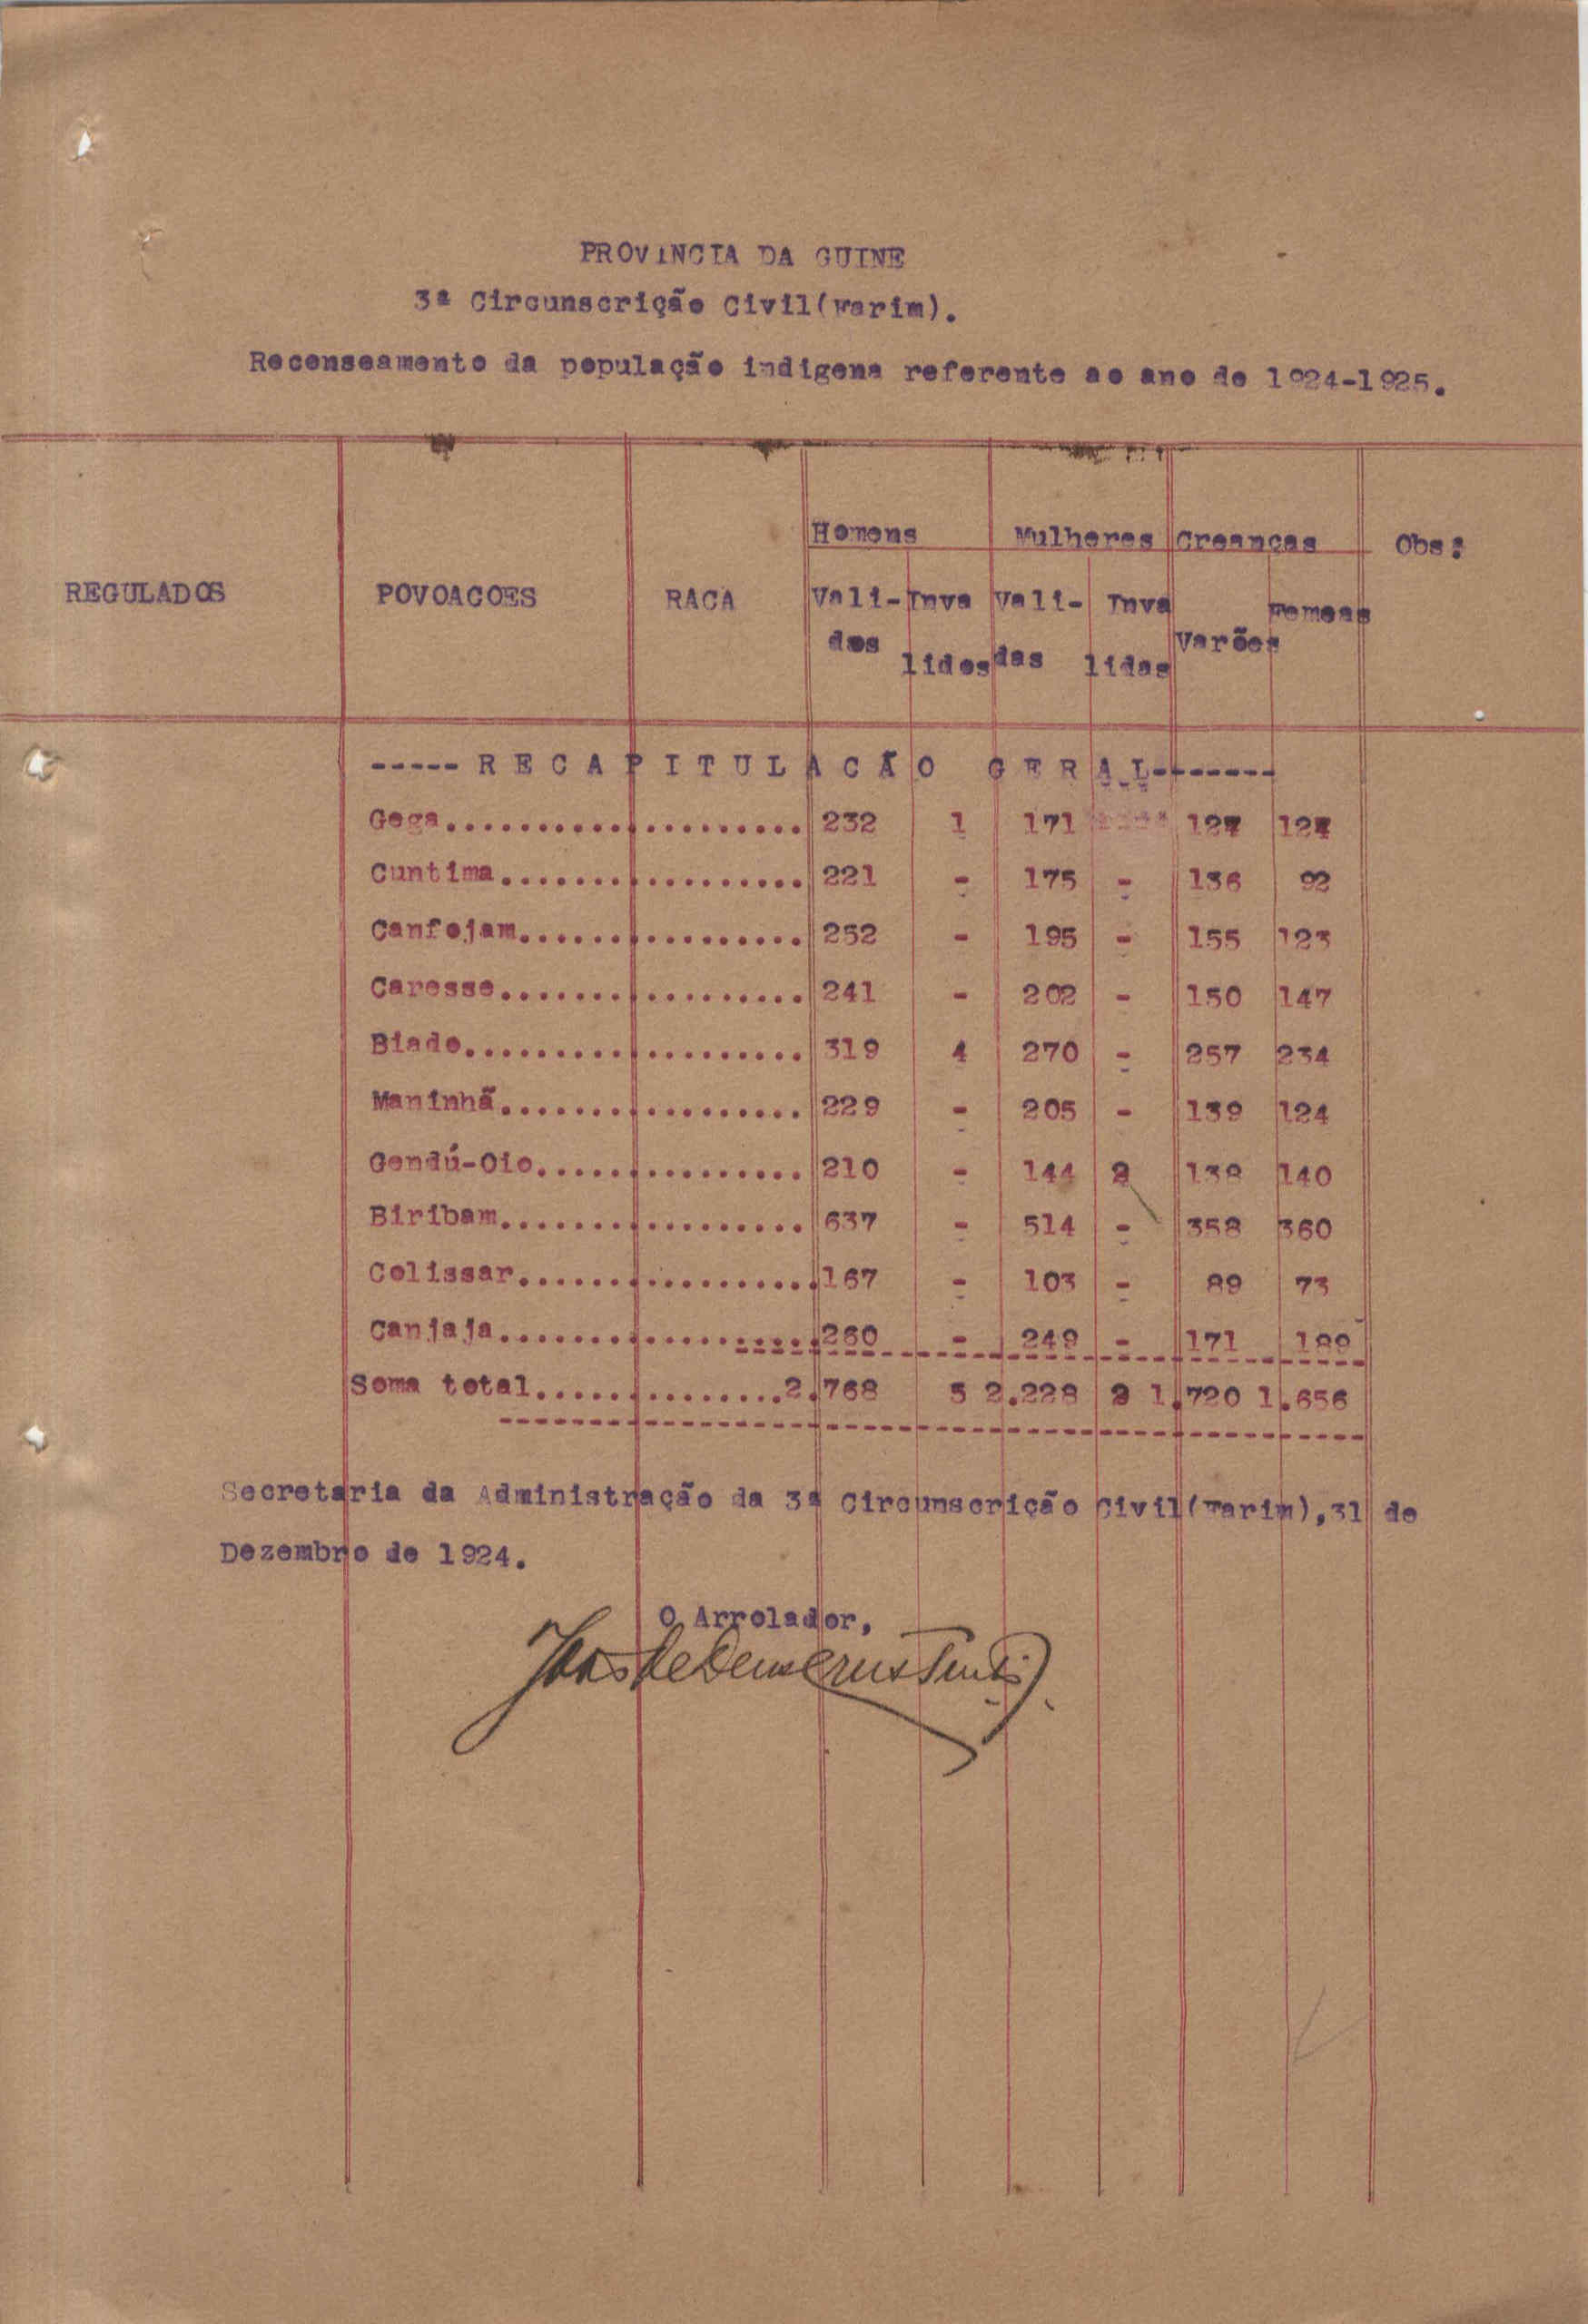 PROVINCIA DA GUINE
3ª Circunscrição Civil(Farim).
Recenseamento da população indigena referente ao ano de 1924-1925.
REGULADOS POVOACOES RACA Homens Mulheres Creanças Obs:
Vali- Inva Vali- Inva Varões Femeas
dos lidos das lidas
-----RECAPITULACÃO GERAL-------
Gega.................... 232 1 171 127 124
Cuntima................. 221 - 175 - 136 92
Canfojam................ 252 - 195 - 155 123
Caresse................. 241 - 202 - 150 147
Biado................... 319 4 270 - 257 234
Maninhã................. 229 - 205 - 139 124
Gendú-Oio............... 210 - 144 2 138 140
Biribam................. 637 - 514 - 358 360
Colissar.................167 - 103 - 89 73
Canjaja..................260 - 249 - 171 189
Soma total..............2.768 5 2.228 2 1.720 1.656
Secretaria da Administração da 3ª Circunscrição Civil(Farim),31 de
Dezembro de 1924.
O Arrolador,